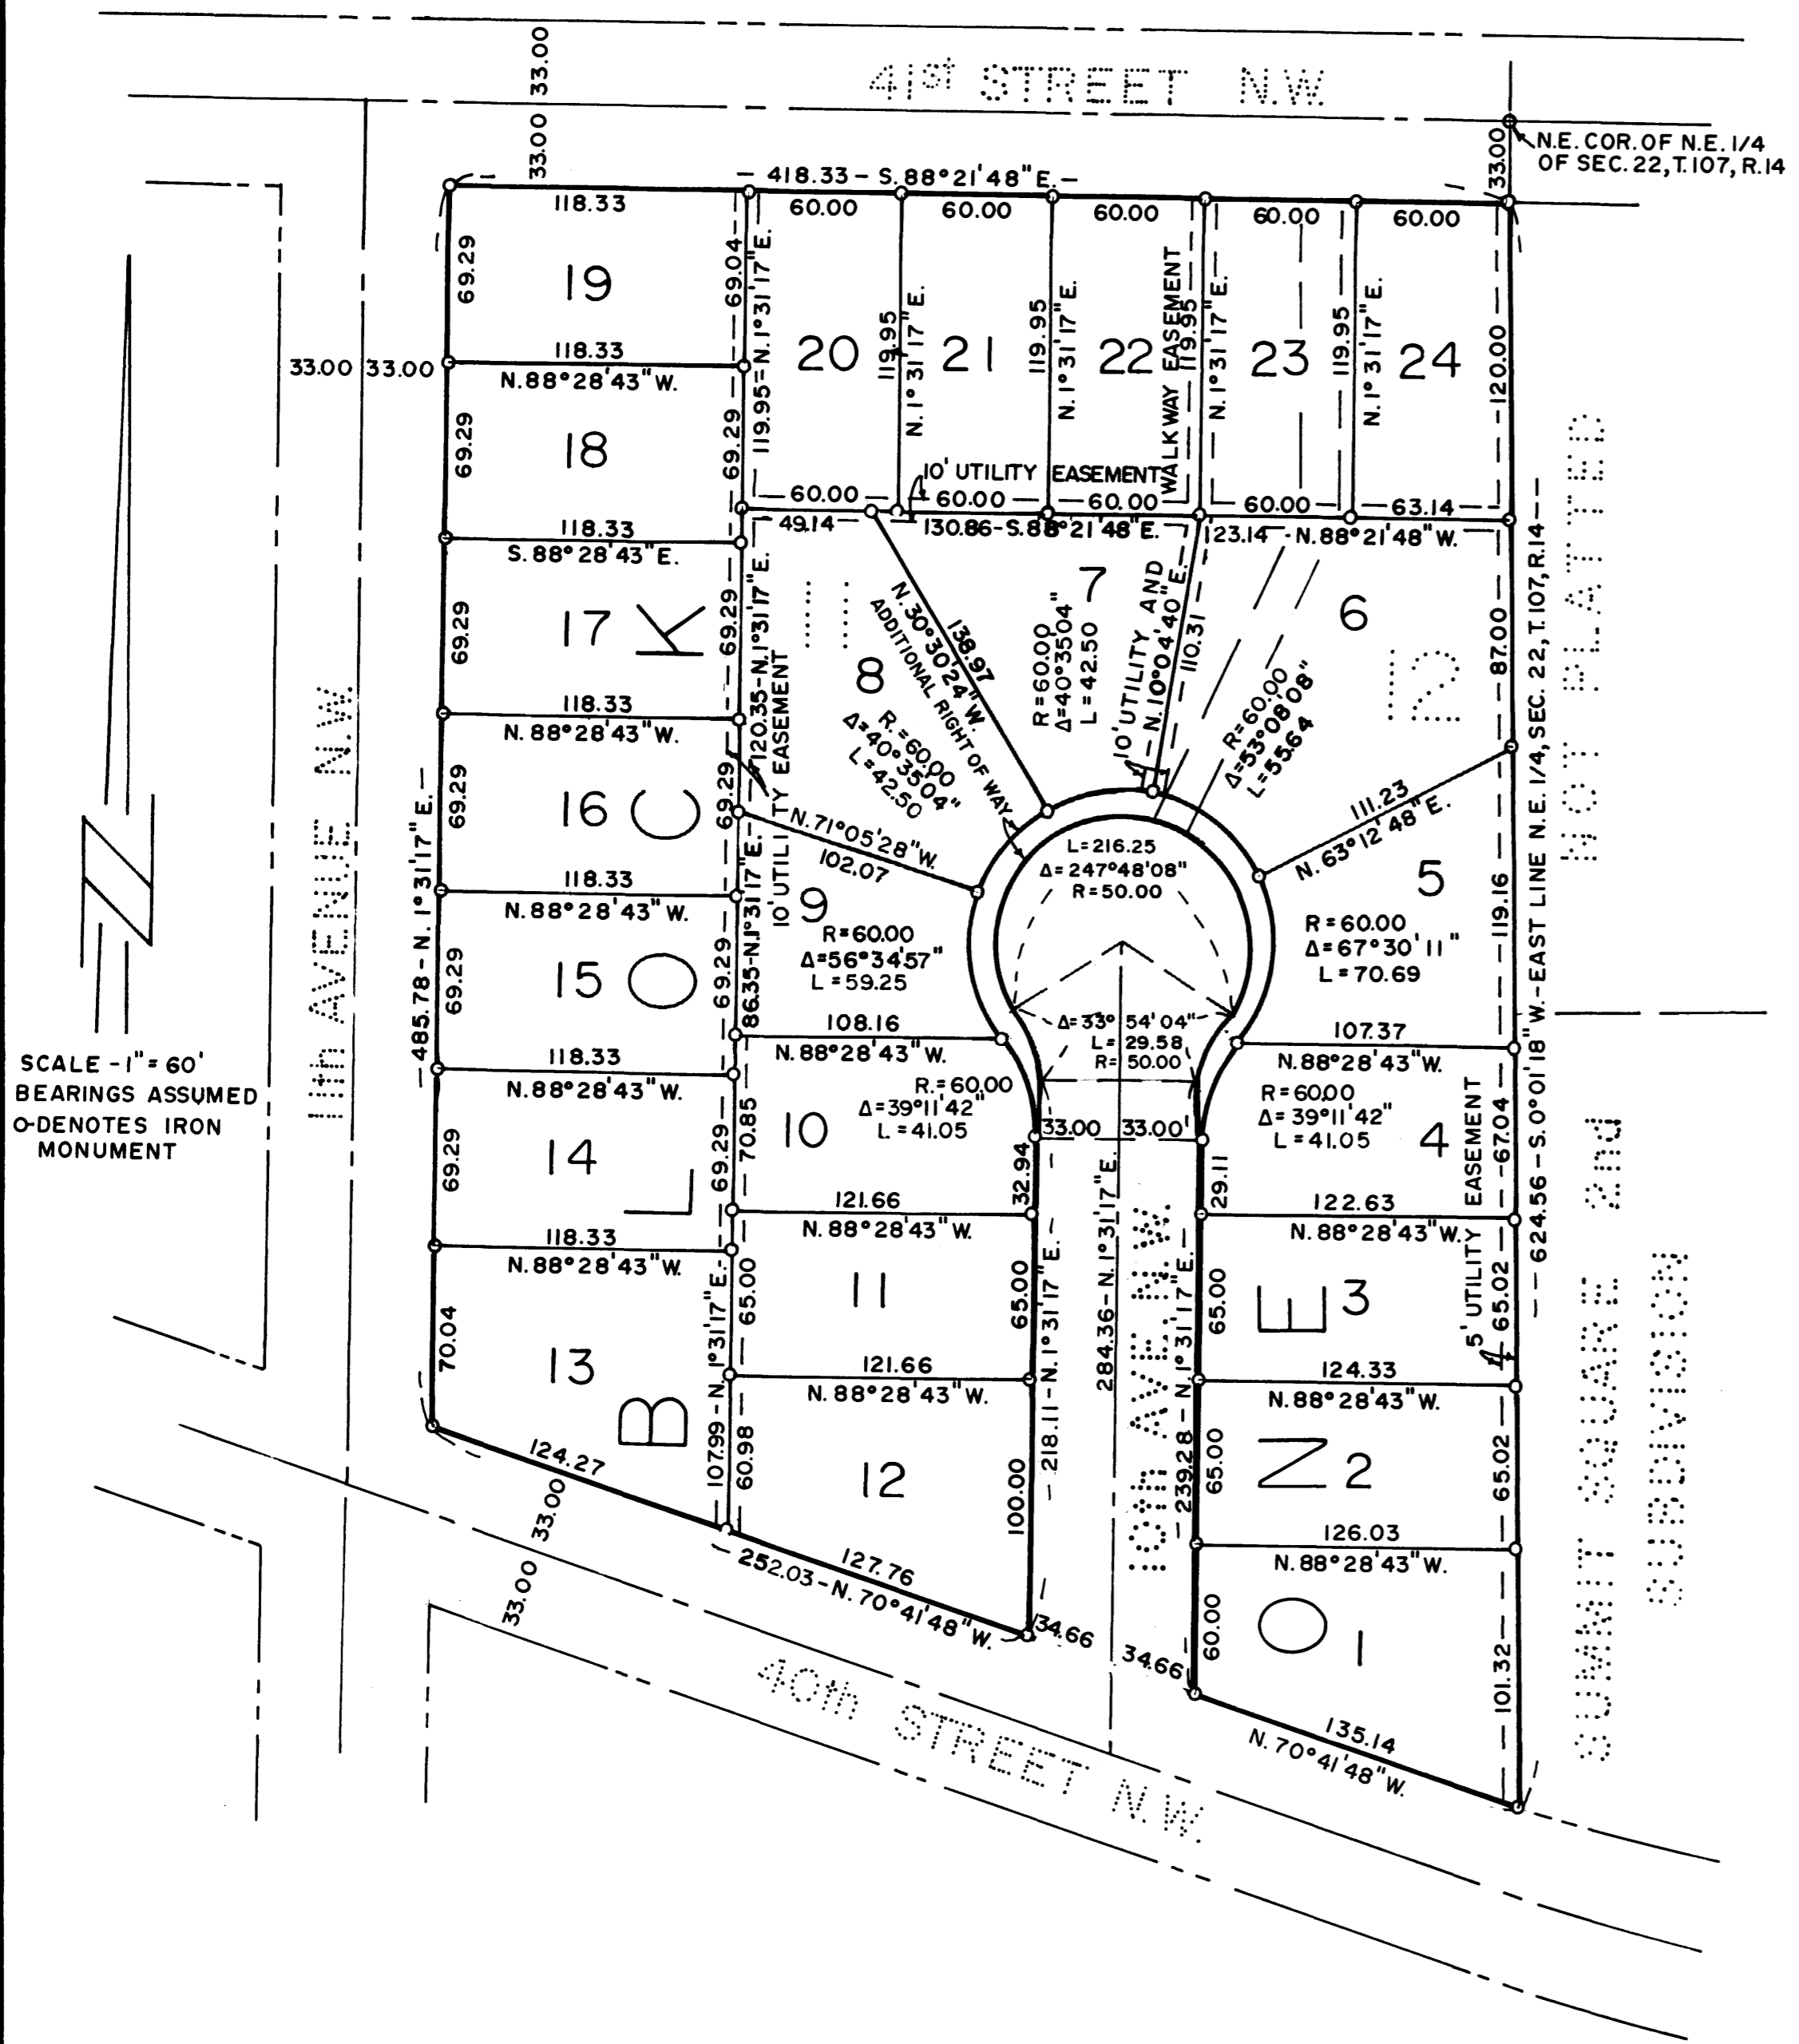 41st STREET N.W.
33.00
33.00
33.00
N.E. COR. OF N.E. 1/4
OF SEC. 22, T. 107, R. 14
418.33 - S. 88°21'48" E.
118.33
60.00
60.00
60.00
60.00
60.00
69.29
19
69.04
119.95 = N. 1°31'17" E.
20
119.95
N. 1°31'17" E.
21
119.95
N. 1°31'17" E.
22
WALKWAY EASEMENT
119.95
N. 1°31'17" E.
23
119.95
N. 1°31'17" E.
24
120.00
33.00
33.00
118.33
N. 88°28'43" W.
69.29
18
69.29
10' UTILITY EASEMENT
60.00
60.00
60.00
60.00
63.14
49.14
130.86 - S. 88°21'48" E.
123.14 - N. 88°21'48" W.
118.33
S. 88°28'43" E.
69.29
17
69.29
120.35 - N. 1°31'17" E.
10' UTILITY EASEMENT
8
R. = 60.00
Δ = 40°35'04"
L = 42.50
138.97
N. 30°30'24" W.
ADDITIONAL RIGHT OF WAY
7
R = 60.00
Δ = 40°35'04"
L = 42.50
10' UTILITY AND
N. 10°04'40" E.
110.31
6
R = 60.00
Δ = 53°08'08"
L = 55.64
12
87.00
NOT PLATTED
624.56 - S. 0°01'18" W. - EAST LINE N.E. 1/4, SEC. 22, T. 107, R. 14
118.33
N. 88°28'43" W.
69.29
16
69.29
485.78 - N. 1°31'17" E.
11th AVENUE N.W.
N. 71°05'28" W.
102.07
111.23
N. 63°12'48" E.
L = 216.25
Δ = 247°48'08"
R = 50.00
118.33
N. 88°28'43" W.
69.29
15
69.29
86.35 - N. 1°31'17" E.
9
R = 60.00
Δ = 56°34'57"
L = 59.25
5
R = 60.00
Δ = 67°30'11"
L = 70.69
119.16
108.16
N. 88°28'43" W.
Δ = 33°54'04"
L = 29.58
R = 50.00
107.37
N. 88°28'43" W.
SCALE - 1" = 60'
BEARINGS ASSUMED
O-DENOTES IRON
MONUMENT
118.33
N. 88°28'43" W.
69.29
14
69.29
70.85
10
R. = 60.00
Δ = 39°11'42"
L = 41.05
33.00
33.00'
32.94
29.11
R = 60.00
Δ = 39°11'42"
L = 41.05
4
67.04
5' UTILITY EASEMENT
121.66
N. 88°28'43" W.
122.63
N. 88°28'43" W.
118.33
N. 88°28'43" W.
70.04
13
107.99 - N. 1°31'17" E.
65.00
11
65.00
218.11 - N. 1°31'17" E.
284.36 - N. 1°31'17" E.
10th AVE. N.W.
239.28 - N. 1°31'17" E.
65.00
3
65.02
121.66
N. 88°28'43" W.
124.33
N. 88°28'43" W.
60.98
12
100.00
65.00
2
65.02
BLOCK ONE
SUMMIT SQUARE 2nd
SUBDIVISION
124.27
33.00
33.00
127.76
252.03 - N. 70°41'48" W.
34.66
34.66
126.03
N. 88°28'43" W.
60.00
1
101.32
135.14
N. 70°41'48" W.
40th STREET N.W.